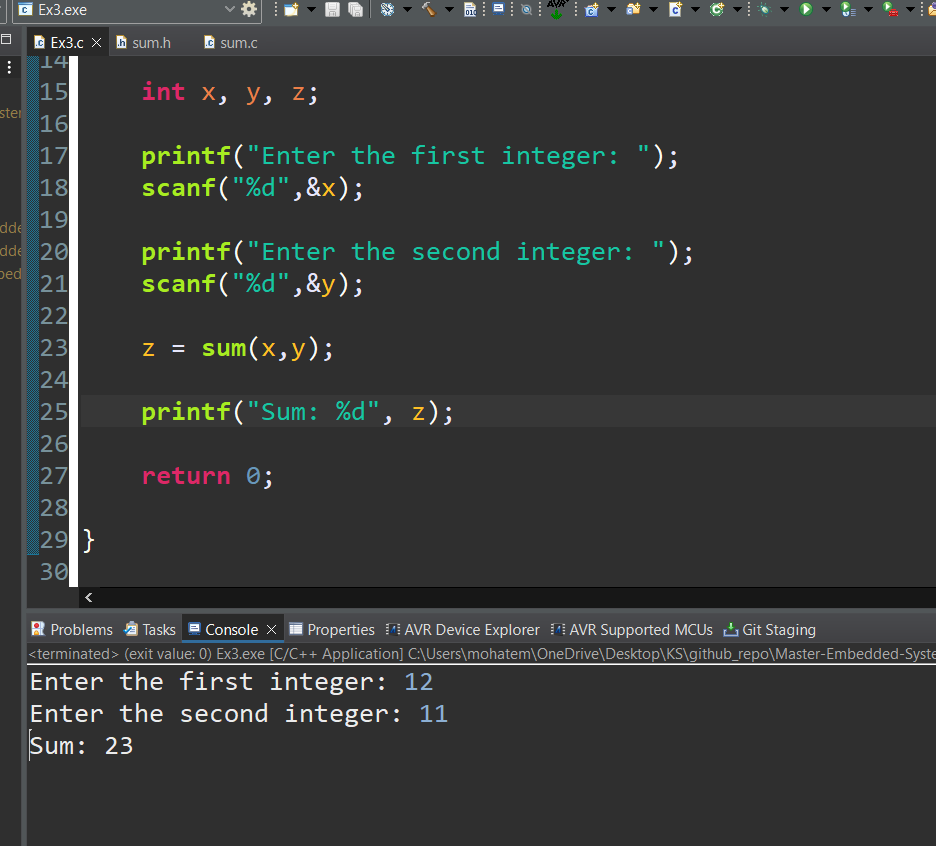 Ex3.exe
AVR
010
Ex3.c sum.h sum.c
14
15 int x, y, z;
16
17 printf("Enter the first integer: ");
18 scanf("%d",&x);
19
20 printf("Enter the second integer: ");
21 scanf("%d",&y);
22
23 z = sum(x,y);
24
25 printf("Sum: %d", z);
26
27 return 0;
28
29 }
30
Problems Tasks Console Properties AVR Device Explorer AVR Supported MCUs Git Staging
<terminated> (exit value: 0) Ex3.exe [C/C++ Application] C:\Users\mohatem\OneDrive\Desktop\KS\github_repo\Master-Embedded-Syste
Enter the first integer: 12
Enter the second integer: 11
Sum: 23